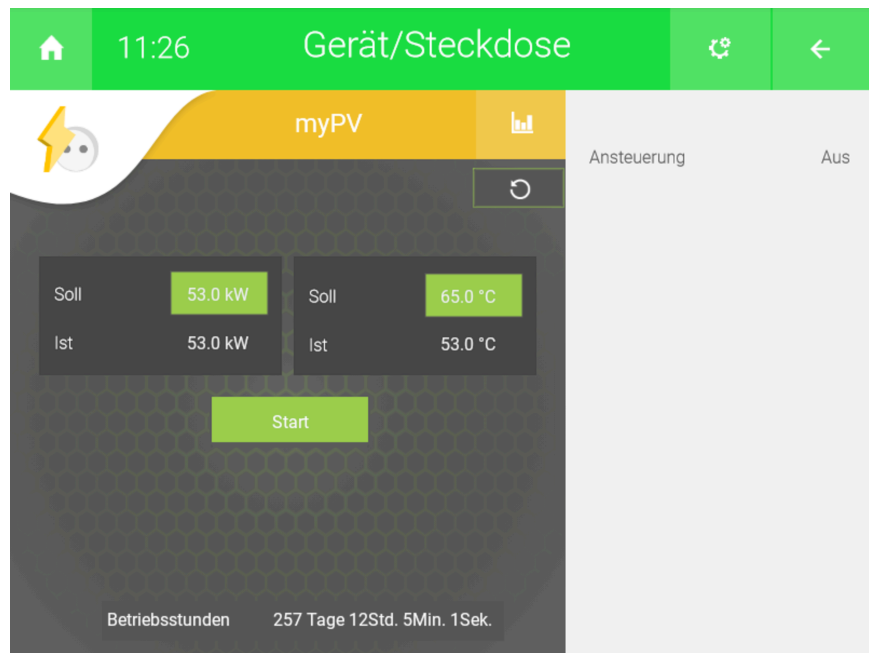 11:26 Gerät/Steckdose
myPV
Ansteuerung Aus
Soll 53.0 kW Soll 65.0 °C
Ist 53.0 kW Ist 53.0 °C
Start
Betriebsstunden 257 Tage 12Std. 5Min. 1Sek.